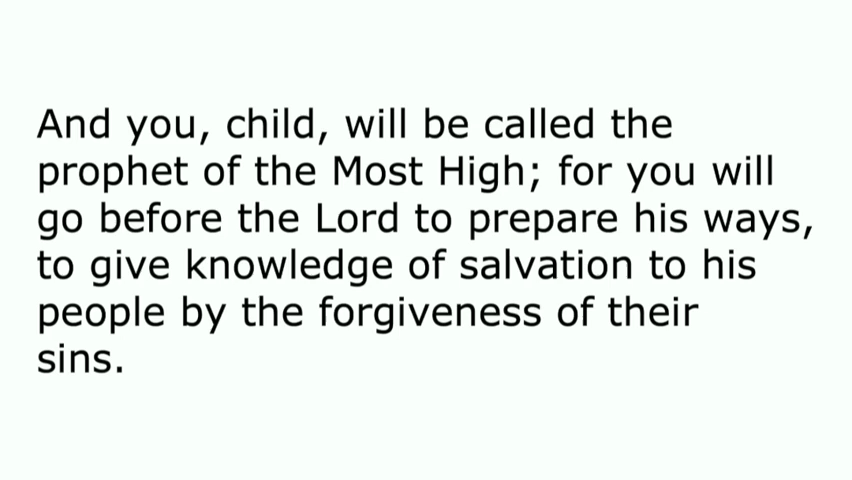 And you, child, will be called the
prophet of the Most High; for you will
go before the Lord to prepare his ways,
to give knowledge of salvation to his
people by the forgiveness of their
sins.